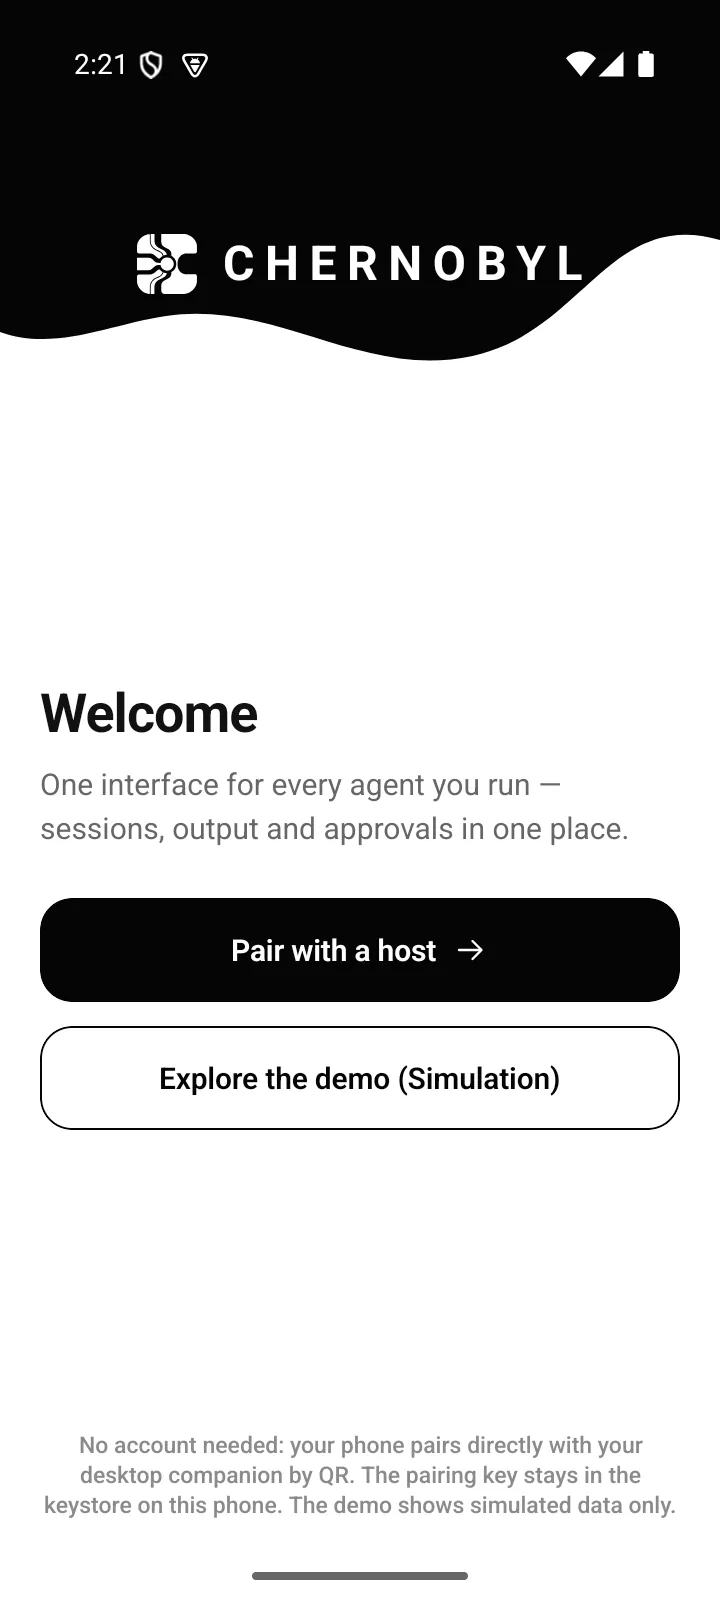 2:21
CHERNOBYL
Welcome
One interface for every agent you run —
sessions, output and approvals in one place.
Pair with a host →
Explore the demo (Simulation)
No account needed: your phone pairs directly with your
desktop companion by QR. The pairing key stays in the
keystore on this phone. The demo shows simulated data only.